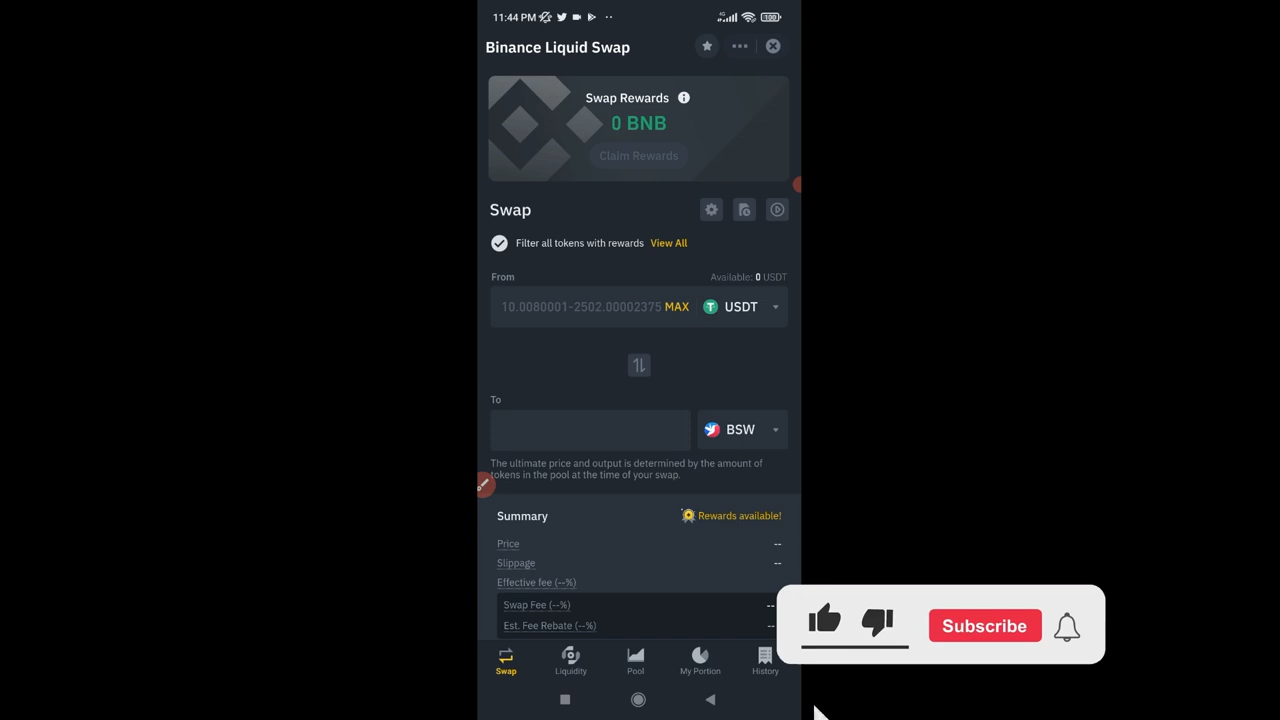 11:44 PM
4G
100
Binance Liquid Swap
Swap Rewards
0 BNB
Claim Rewards
Swap
Filter all tokens with rewards View All
From
Available: 0 USDT
10.0080001-2502.00002375 MAX USDT
To
BSW
The ultimate price and output is determined by the amount of
tokens in the pool at the time of your swap.
Summary
Rewards available!
Price --
Slippage --
Effective fee (--%)
Swap Fee (--%) --
Est. Fee Rebate (--%) --
Subscribe
Swap Liquidity Pool My Portion History